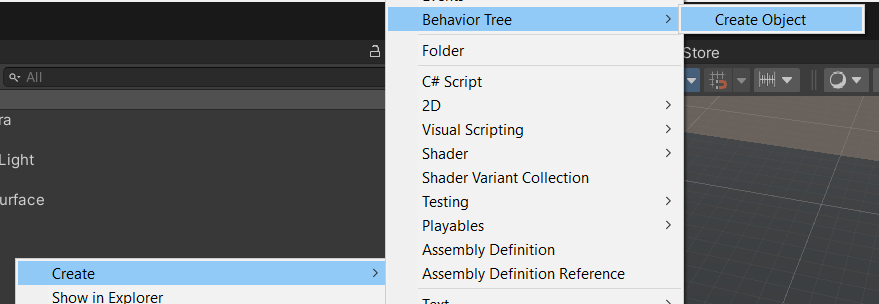 Behavior Tree
Create Object
Folder
Store
All
C# Script
2D
ra
Visual Scripting
Light
Shader
Shader Variant Collection
urface
Testing
Playables
Assembly Definition
Create
Assembly Definition Reference
Show in Explorer